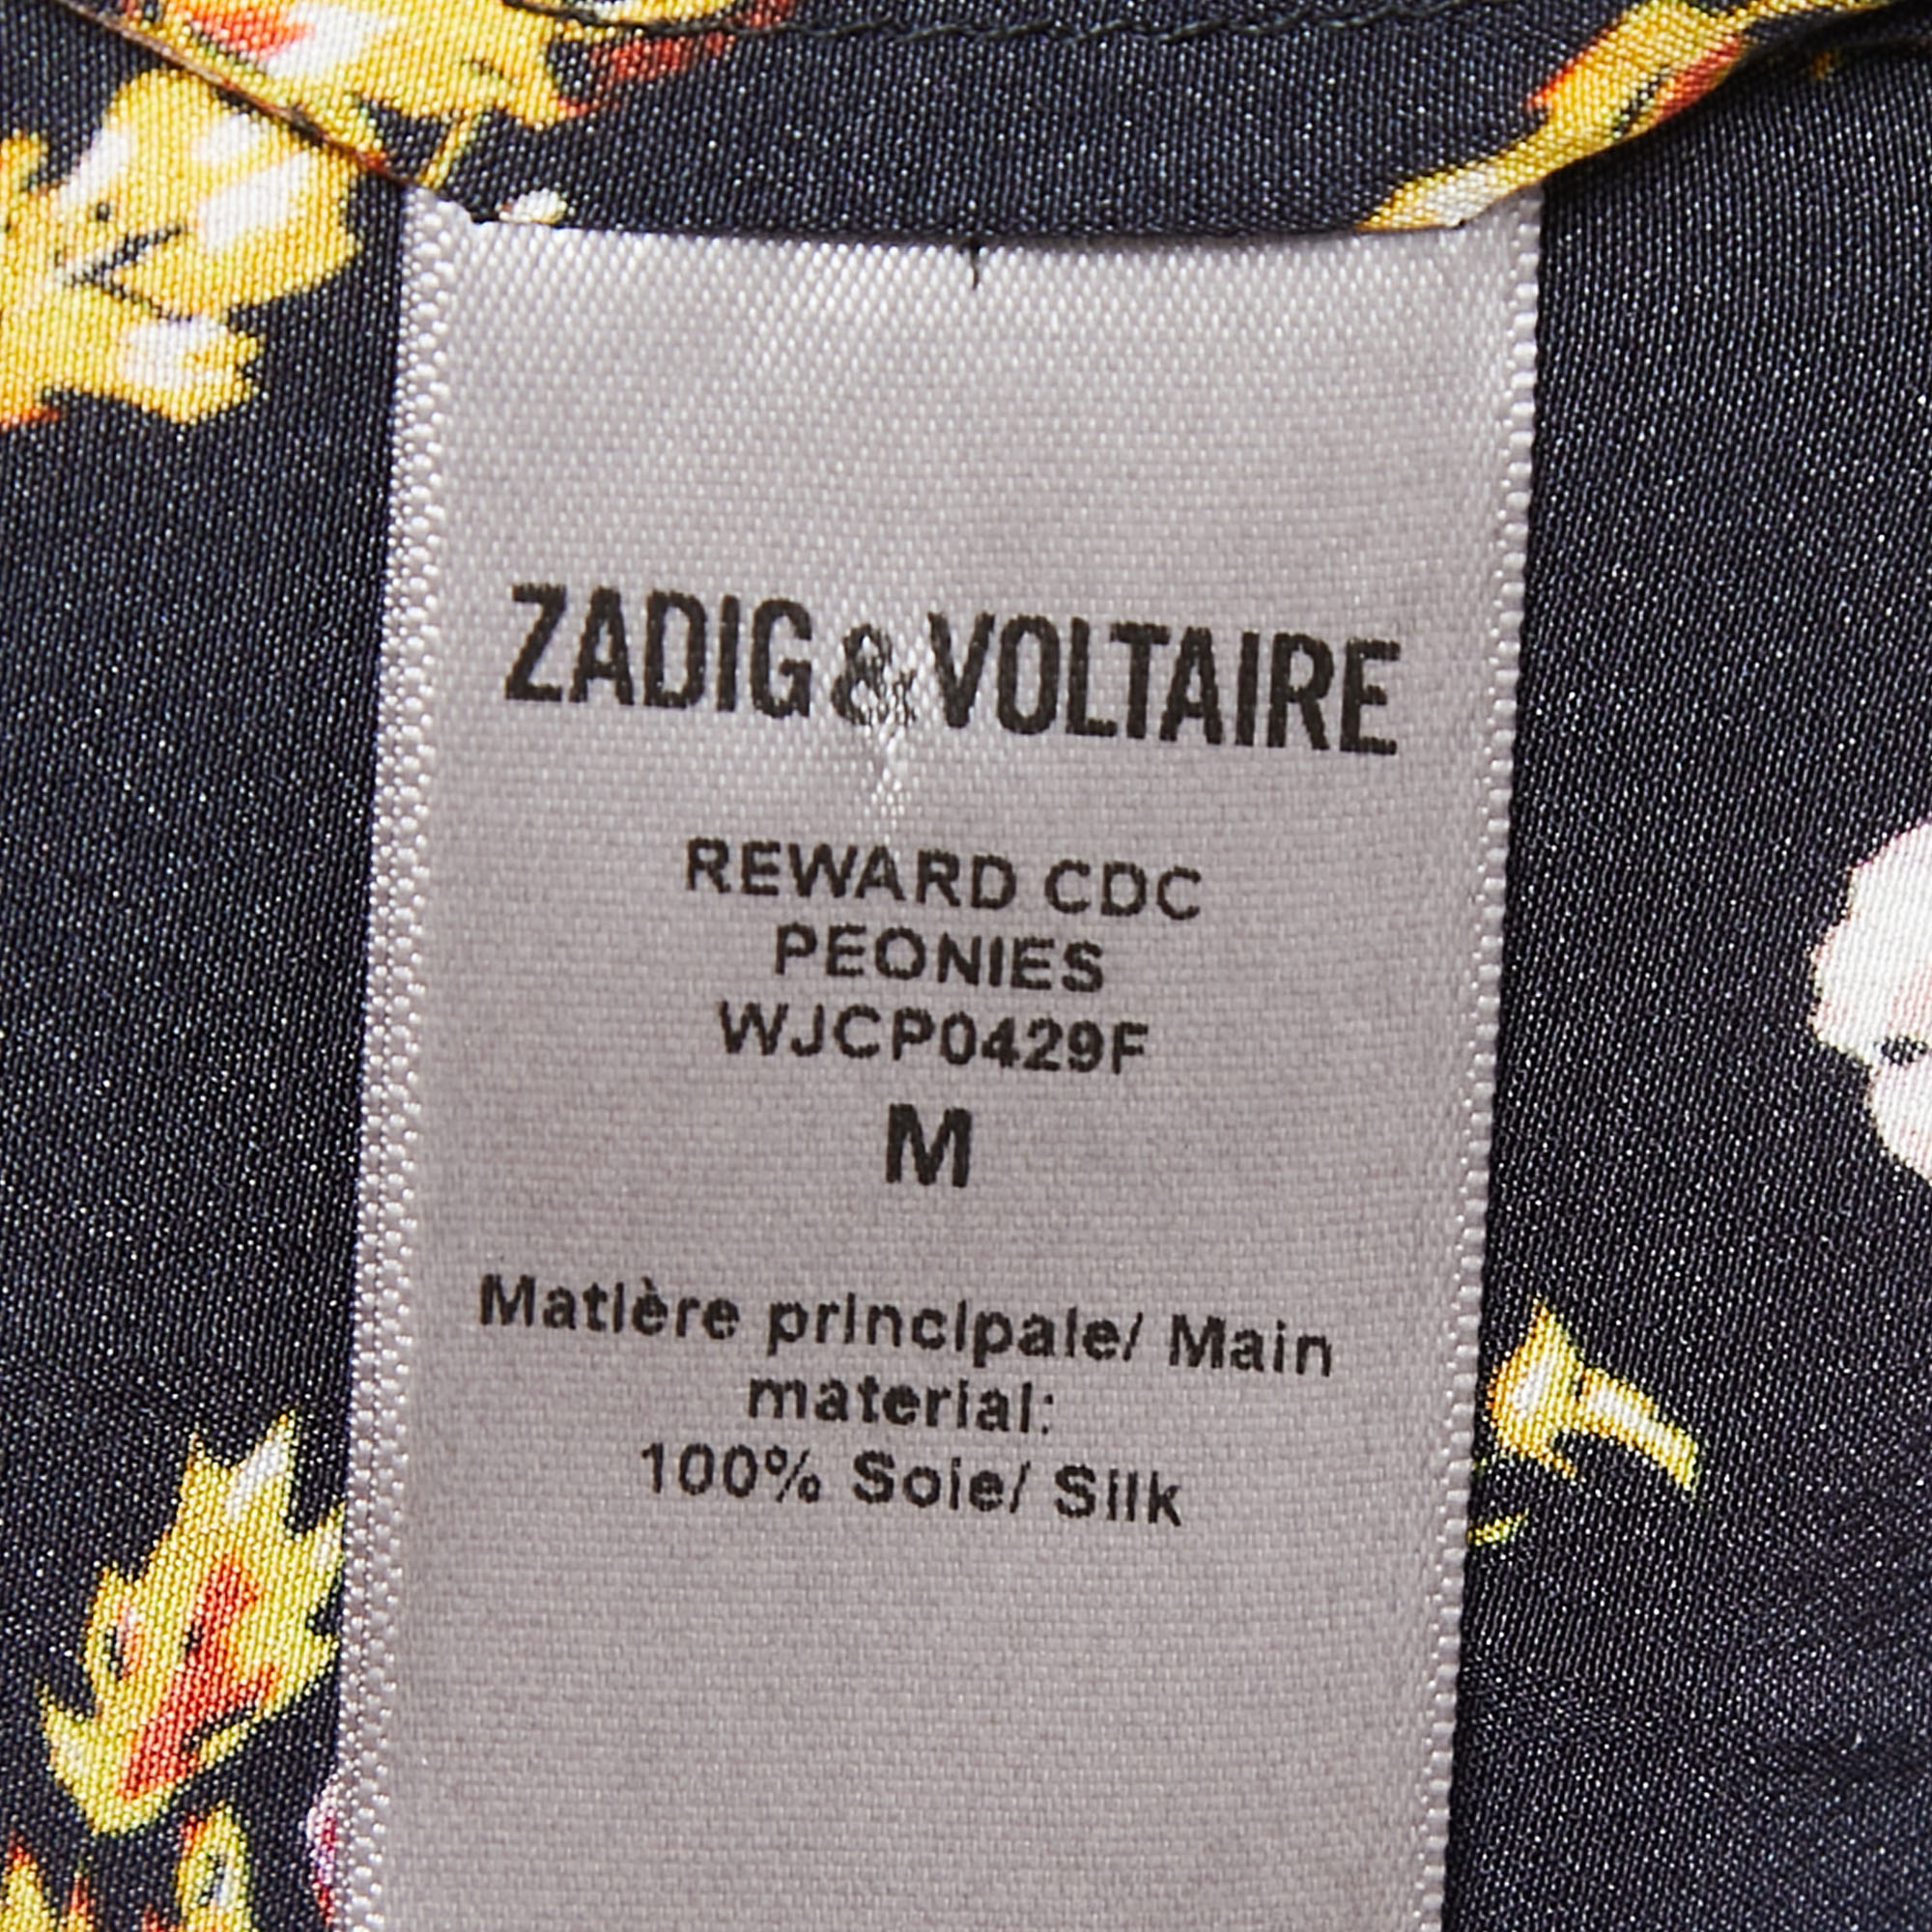 ZADIG&VOLTAIRE
REWARD CDC
PEONIES
WJCP0429F
M
Matière principale/ Main
material:
100% Soie/ Silk